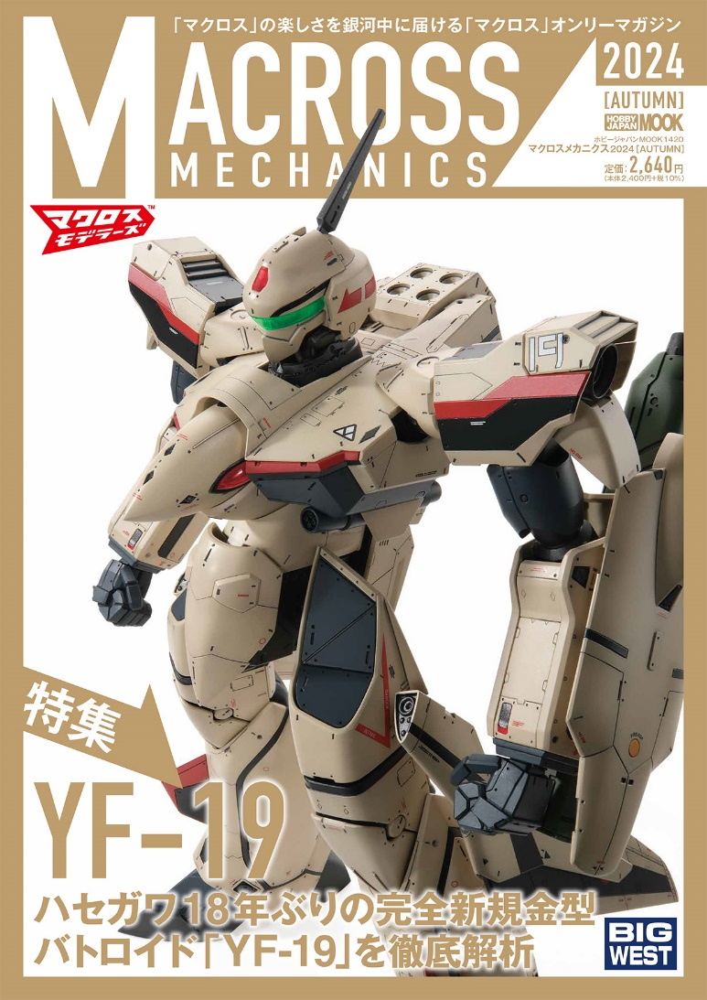 「マクロス」の楽しさを銀河中に届ける「マクロス」オンリーマガジン
MACROSS
MECHANICS
2024
[AUTUMN]
HOBBY JAPAN MOOK
ホビージャパンMOOK1420
マクロスメカニクス2024[AUTUMN]
定価:2,640円
(本体2,400円+税10%)
マクロス™
モデラーズ
19
特集
YF-19
ハセガワ18年ぶりの完全新規金型
バトロイド「YF-19」を徹底解析
BIG
WEST